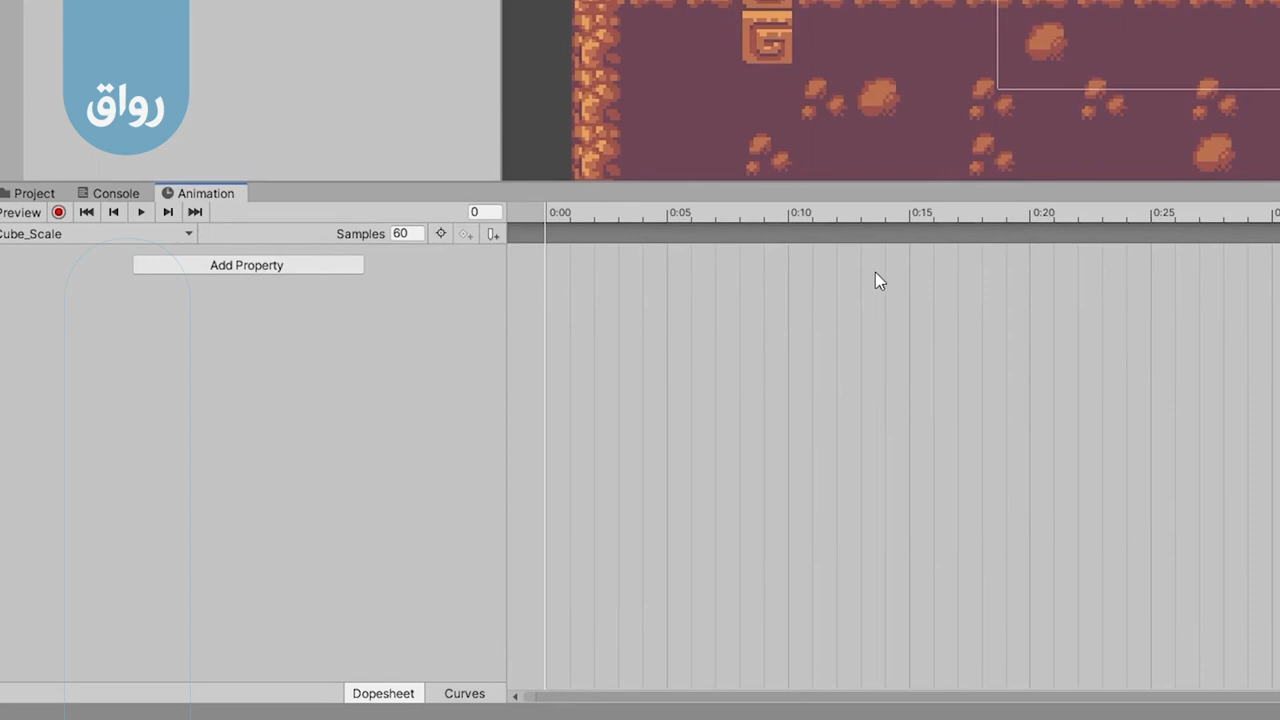 رواق
Project Console Animation
Preview 0 0:00 0:05 0:10 0:15 0:20 0:25
Cube_Scale Samples 60
Add Property
Dopesheet Curves